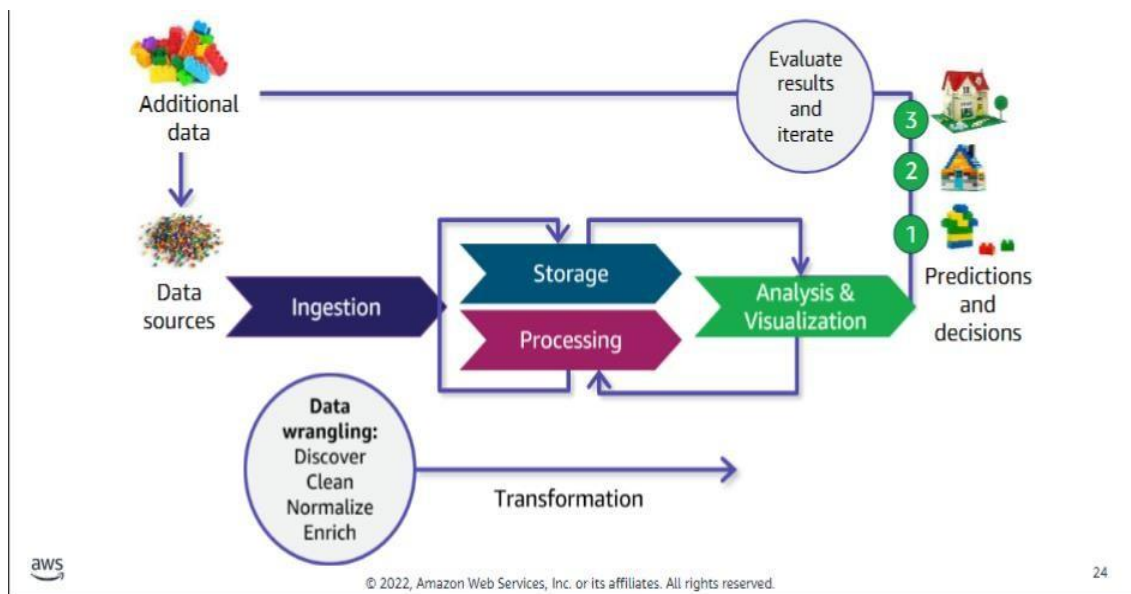 Additional
data
Evaluate
results
and
iterate
3
2
1
Data
sources
Ingestion
Storage
Processing
Analysis &
Visualization
Predictions
and
decisions
Data
wrangling:
Discover
Clean
Normalize
Enrich
Transformation
aws
© 2022, Amazon Web Services, Inc. or its affiliates. All rights reserved.
24